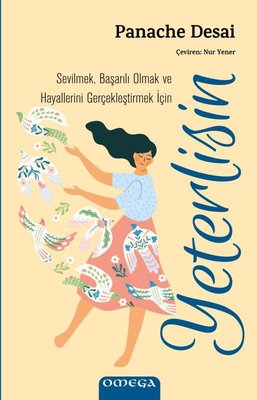 Panache Desai
Çeviren: Nur Yener
Sevilmek, Başarılı Olmak ve
Hayallerini Gerçekleştirmek İçin
Yeterlisin
OMEGA